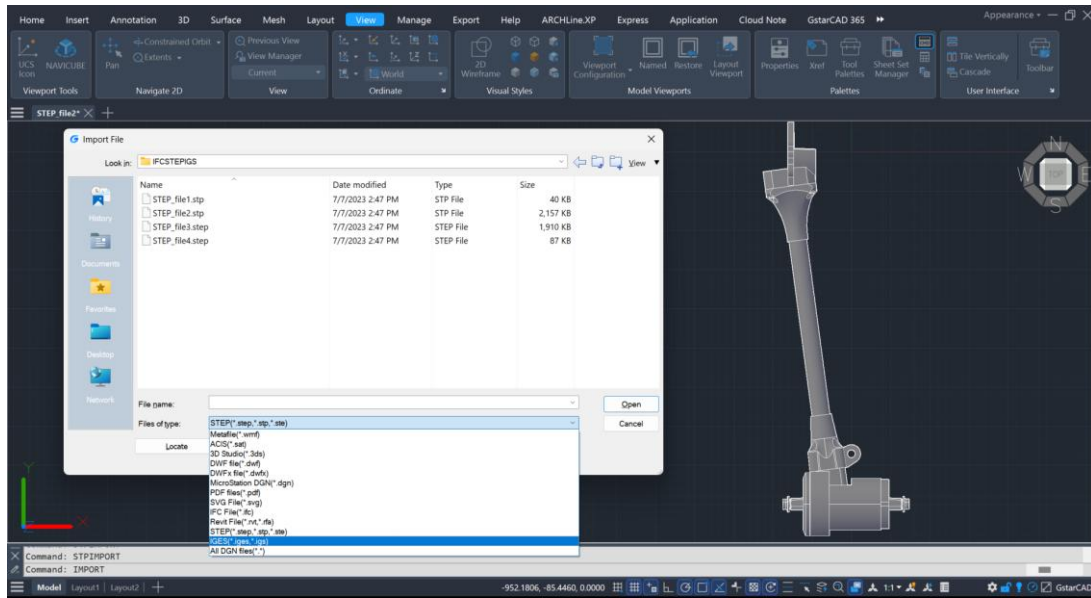 Home Insert Annotation 3D Surface Mesh Layout View Manage Export Help ARCHLine.XP Express Application Cloud Note GstarCAD 365 Appearance
Constrained Orbit Previous View
UCS Icon NAVICUBE Pan Extents View Manager 2D Wireframe Viewport Configuration Named Restore Layout Viewport Properties Xref Tool Palettes Sheet Set Manager Tile Vertically Toolbar
Current World Cascade
Viewport Tools Navigate 2D View Ordinate Visual Styles Model Viewports Palettes User Interface
STEP_file2*
Import File
Look in: IFCSTEPIGS View
Name Date modified Type Size
STEP_file1.stp 7/7/2023 2:47 PM STP File 40 KB
STEP_file2.stp 7/7/2023 2:47 PM STP File 2,157 KB
STEP_file3.step 7/7/2023 2:47 PM STEP File 1,910 KB
STEP_file4.step 7/7/2023 2:47 PM STEP File 87 KB
History
Documents
Favorites
Desktop
Network
File name: Open
Files of type: STEP(*.step,*.stp,*.ste) Cancel
Locate
Metafile(*.wmf)
ACIS(*.sat)
3D Studio(*.3ds)
DWF file(*.dwf)
DWFx file(*.dwfx)
MicroStation DGN(*.dgn)
PDF files(*.pdf)
SVG File(*.svg)
IFC File(*.ifc)
Revit File(*.rvt,*.rfa)
STEP(*.step,*.stp,*.ste)
IGES(*.iges,*.igs)
All DGN files(*.*)
N
W TOP E
S
Y
X
Command: STPIMPORT
Command: IMPORT
Model Layout1 Layout2 -952.1806, -85.4460, 0.0000 1:1 GstarCAD